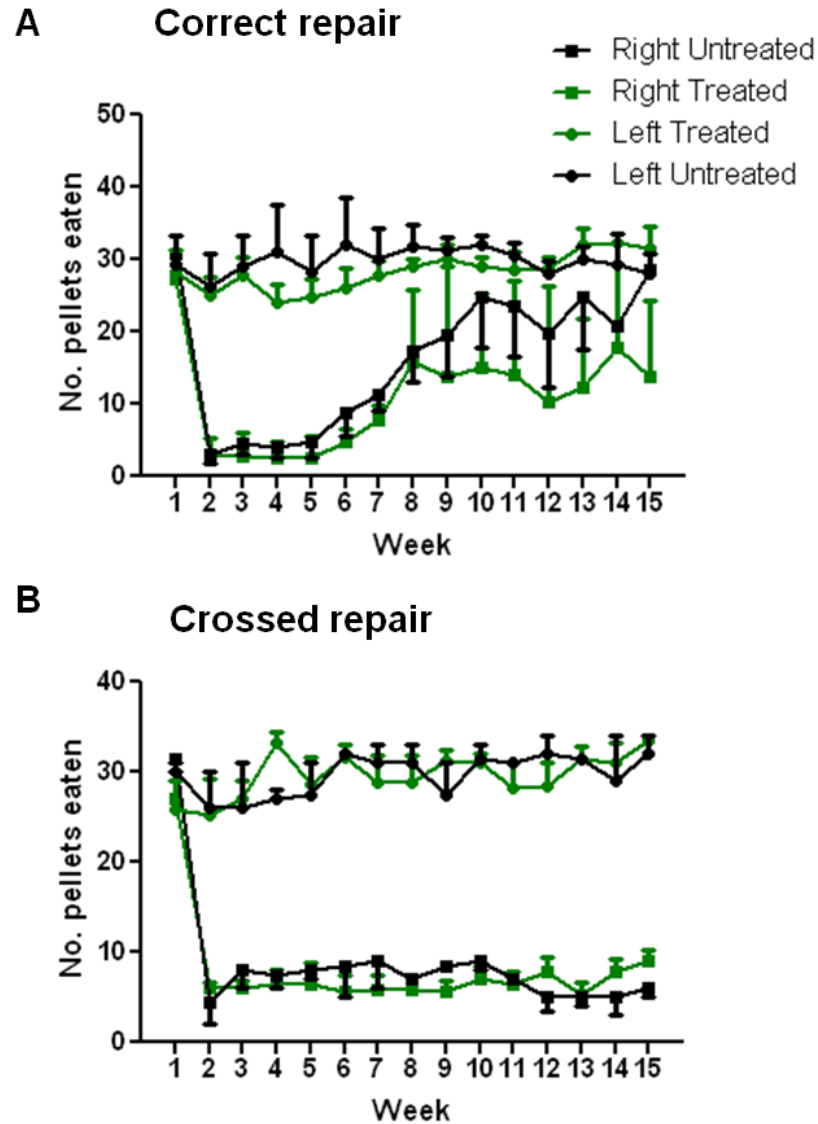 A
Correct repair
Right Untreated
Right Treated
Left Treated
Left Untreated
50
40
30
20
10
0
No. pellets eaten
1 2 3 4 5 6 7 8 9 10 11 12 13 14 15
Week
B
Crossed repair
40
30
20
10
0
No. pellets eaten
1 2 3 4 5 6 7 8 9 10 11 12 13 14 15
Week